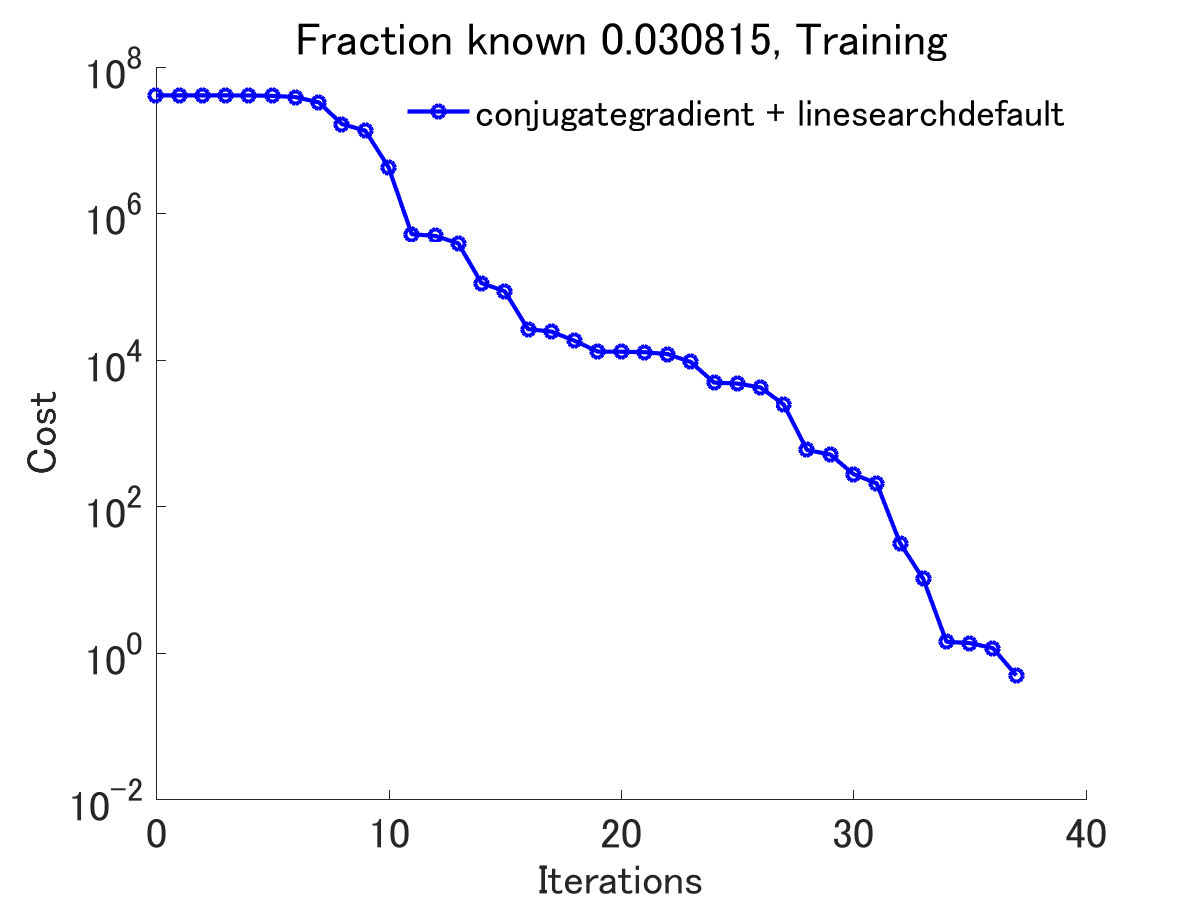 Fraction known 0.030815, Training
conjugategradient + linesearchdefault
10^8
10^6
10^4
10^2
10^0
10^-2
Cost
0 10 20 30 40
Iterations